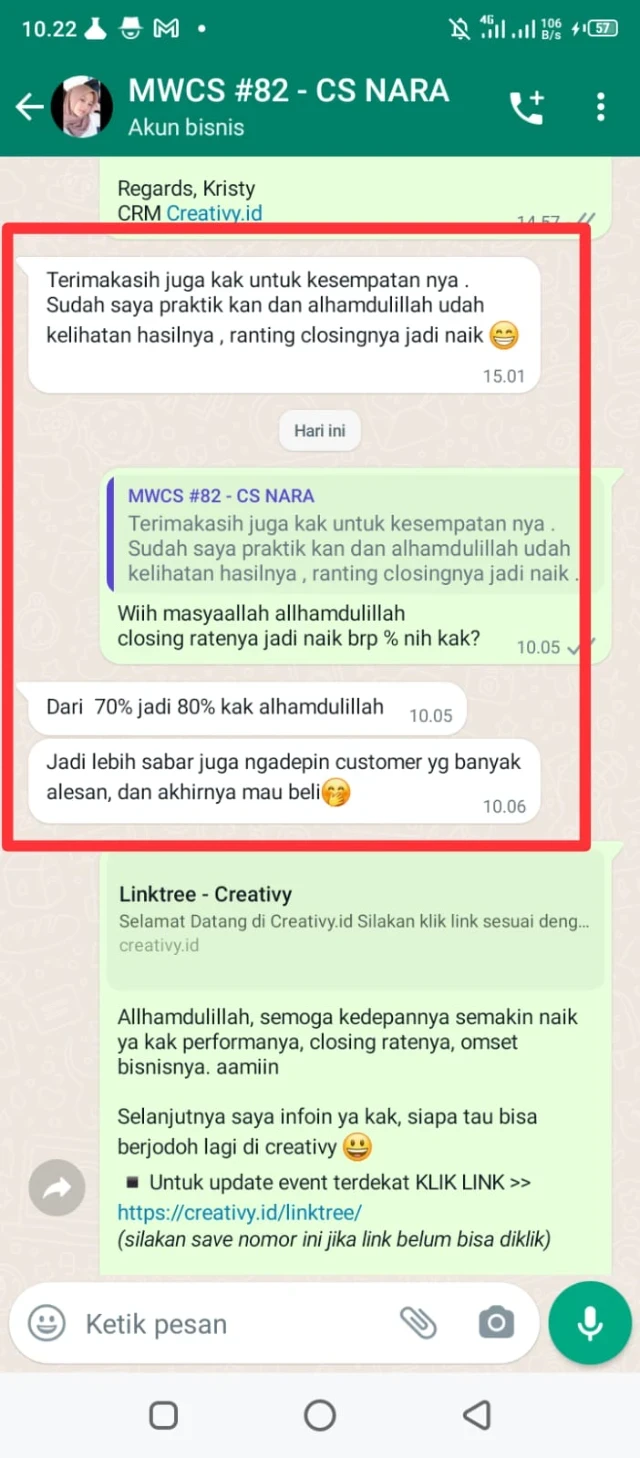 10.22
4G
106
B/s
57
MWCS #82 - CS NARA
Akun bisnis
Regards, Kristy
CRM Creativy.id
14.57
Terimakasih juga kak untuk kesempatan nya .
Sudah saya praktik kan dan alhamdulillah udah
kelihatan hasilnya , ranting closingnya jadi naik 😁
15.01
Hari ini
MWCS #82 - CS NARA
Terimakasih juga kak untuk kesempatan nya .
Sudah saya praktik kan dan alhamdulillah udah
kelihatan hasilnya , ranting closingnya jadi naik .
Wiih masyaallah allhamdulillah
closing ratenya jadi naik brp % nih kak?
10.05
Dari  70% jadi 80% kak alhamdulillah
10.05
Jadi lebih sabar juga ngadepin customer yg banyak
alesan, dan akhirnya mau beli🤭
10.06
Linktree - Creativy
Selamat Datang di Creativy.id Silakan klik link sesuai deng...
creativy.id
Allhamdulillah, semoga kedepannya semakin naik
ya kak performanya, closing ratenya, omset
bisnisnya. aamiin
Selanjutnya saya infoin ya kak, siapa tau bisa
berjodoh lagi di creativy 😃
▪ Untuk update event terdekat KLIK LINK >>
https://creativy.id/linktree/
(silakan save nomor ini jika link belum bisa diklik)
Ketik pesan